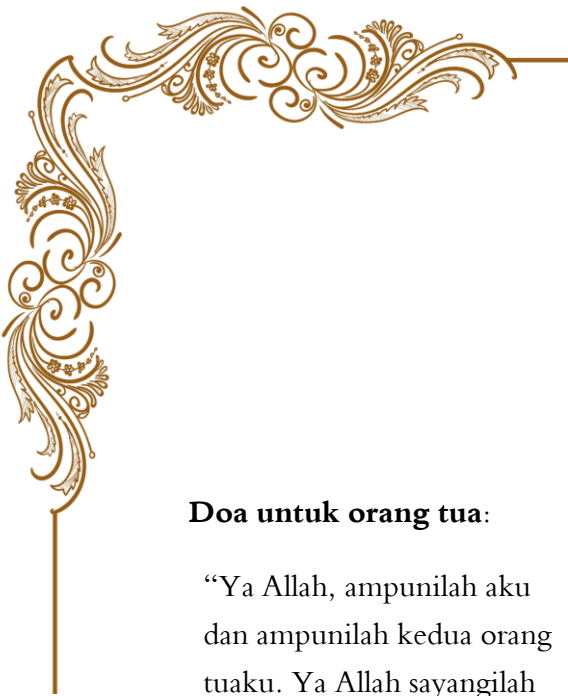 Doa untuk orang tua:
“Ya Allah, ampunilah aku
dan ampunilah kedua orang
tuaku. Ya Allah sayangilah